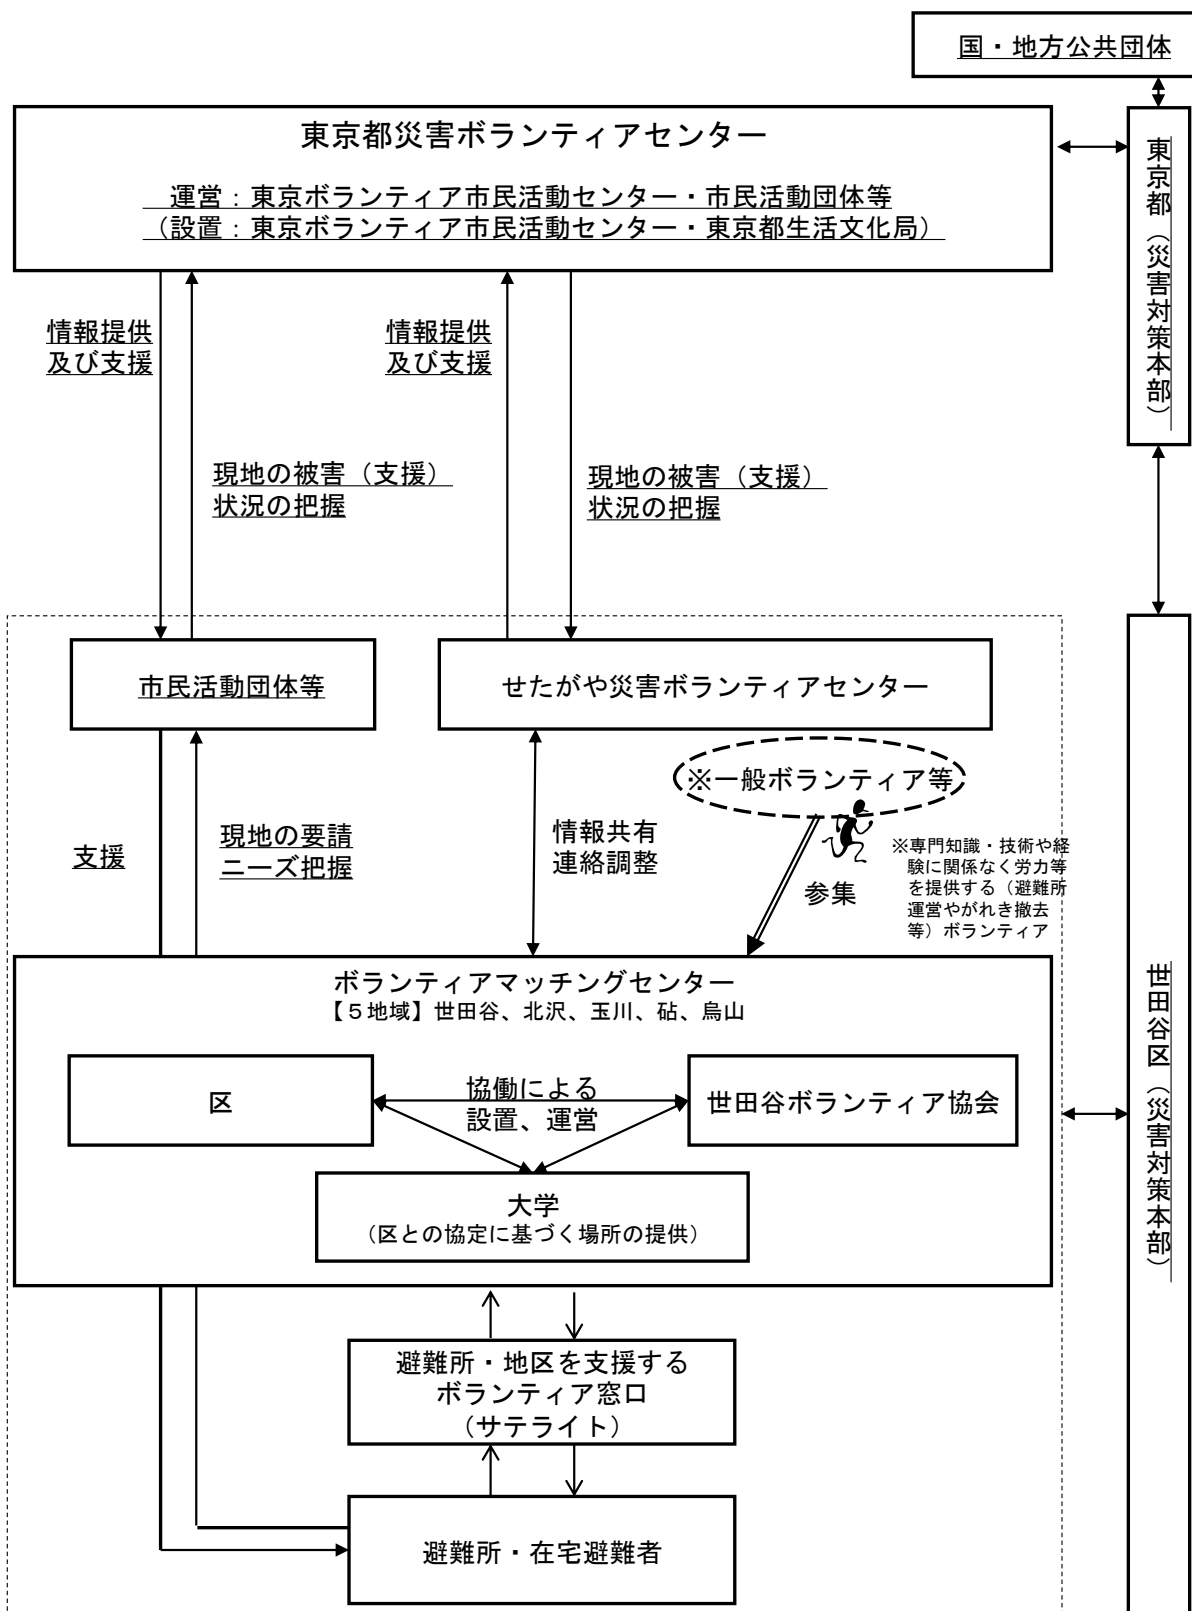 国・地方公共団体
東京都災害ボランティアセンター
運営：東京ボランティア市民活動センター・市民活動団体等
（設置：東京ボランティア市民活動センター・東京都生活文化局）
東京都（災害対策本部）
情報提供
及び支援
情報提供
及び支援
現地の被害（支援）
状況の把握
現地の被害（支援）
状況の把握
市民活動団体等
せたがや災害ボランティアセンター
※一般ボランティア等
支援
現地の要請
ニーズ把握
情報共有
連絡調整
参集
※専門知識・技術や経
験に関係なく労力等
を提供する（避難所
運営やがれき撤去
等）ボランティア
世田谷区（災害対策本部）
ボランティアマッチングセンター
【５地域】世田谷、北沢、玉川、砧、烏山
区
協働による
設置、運営
世田谷ボランティア協会
大学
（区との協定に基づく場所の提供）
避難所・地区を支援する
ボランティア窓口
（サテライト）
避難所・在宅避難者